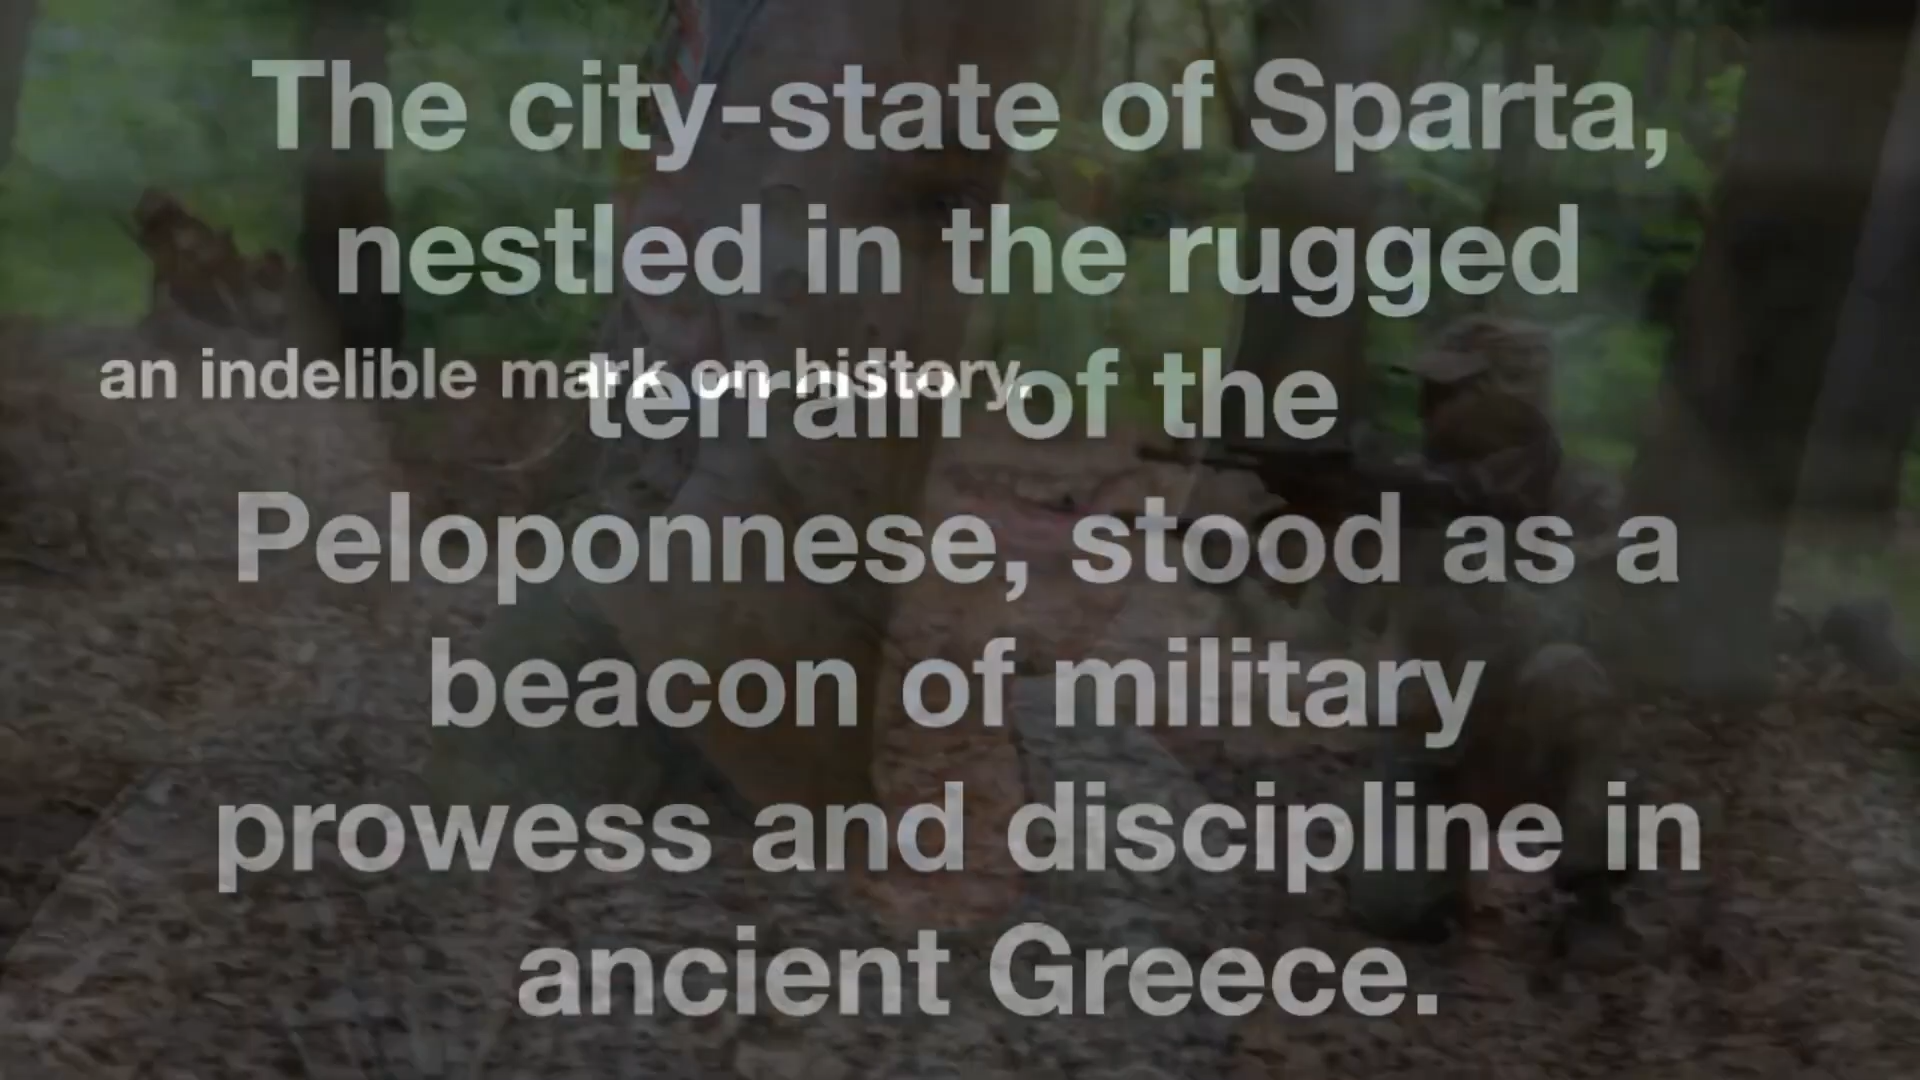 The city-state of Sparta,
nestled in the rugged
an indelible mark on history.
terrain of the
Peloponnese, stood as a
beacon of military
prowess and discipline in
ancient Greece.